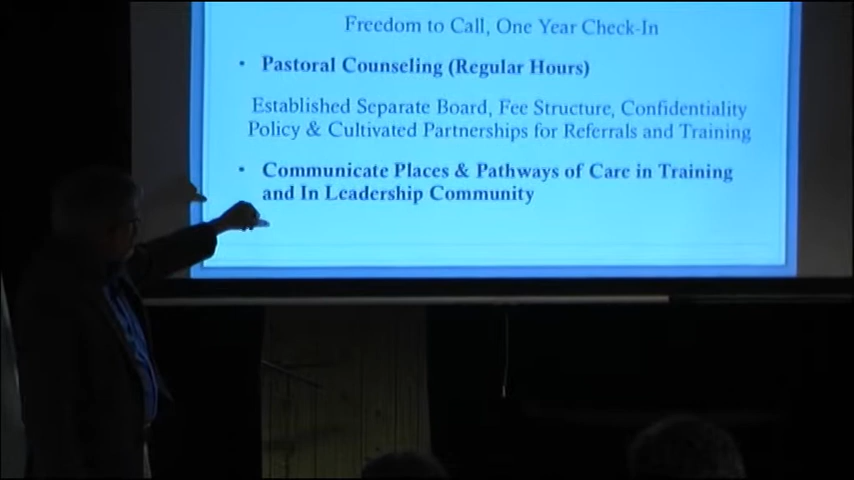 Freedom to Call, One Year Check-In
• Pastoral Counseling (Regular Hours)
Established Separate Board, Fee Structure, Confidentiality
Policy & Cultivated Partnerships for Referrals and Training
• Communicate Places & Pathways of Care in Training
and In Leadership Community